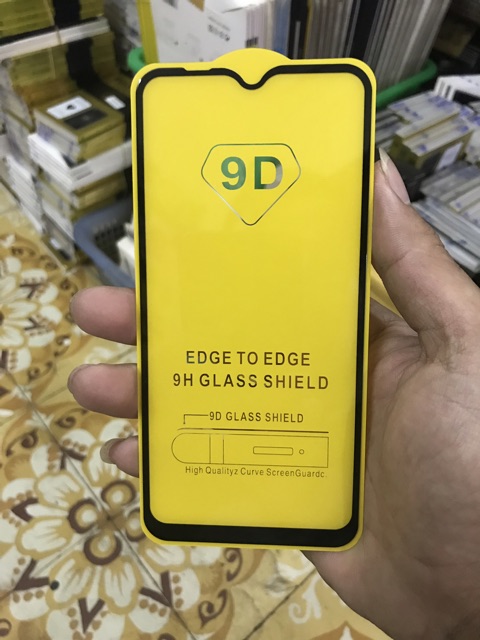 9D
EDGE TO EDGE
9H GLASS SHIELD
9D GLASS SHIELD
High Qualityz Curve ScreenGuardc.